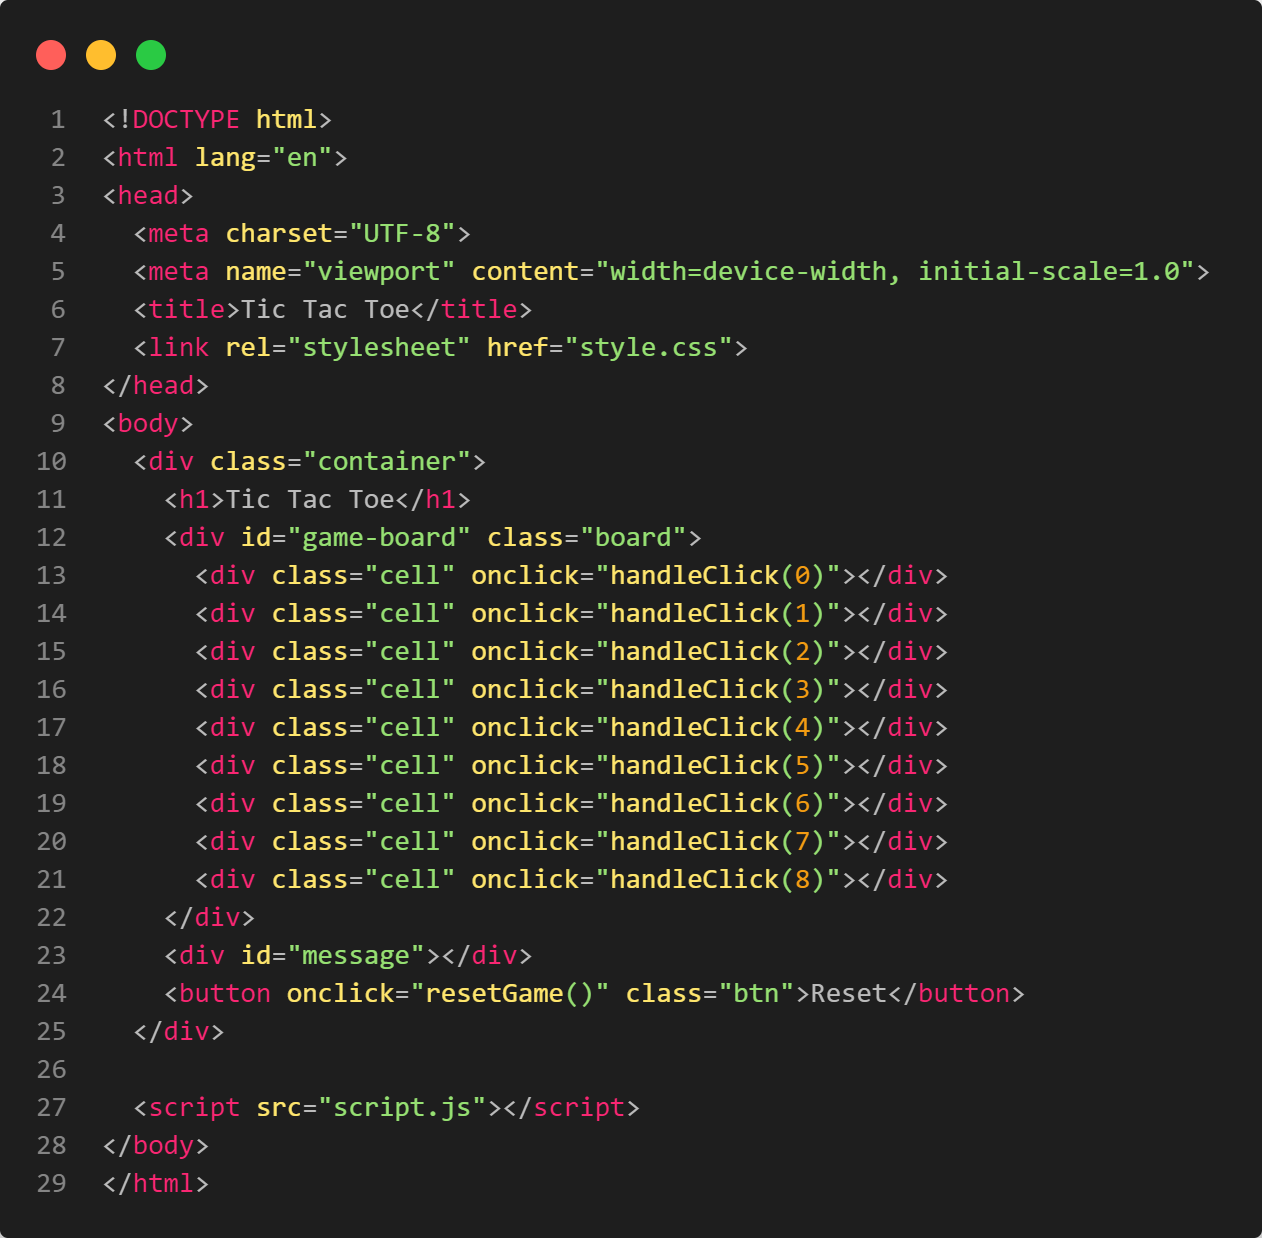 1 <!DOCTYPE html>
2 <html lang="en">
3 <head>
4   <meta charset="UTF-8">
5   <meta name="viewport" content="width=device-width, initial-scale=1.0">
6   <title>Tic Tac Toe</title>
7   <link rel="stylesheet" href="style.css">
8 </head>
9 <body>
10   <div class="container">
11     <h1>Tic Tac Toe</h1>
12     <div id="game-board" class="board">
13       <div class="cell" onclick="handleClick(0)"></div>
14       <div class="cell" onclick="handleClick(1)"></div>
15       <div class="cell" onclick="handleClick(2)"></div>
16       <div class="cell" onclick="handleClick(3)"></div>
17       <div class="cell" onclick="handleClick(4)"></div>
18       <div class="cell" onclick="handleClick(5)"></div>
19       <div class="cell" onclick="handleClick(6)"></div>
20       <div class="cell" onclick="handleClick(7)"></div>
21       <div class="cell" onclick="handleClick(8)"></div>
22     </div>
23     <div id="message"></div>
24     <button onclick="resetGame()" class="btn">Reset</button>
25   </div>
26
27   <script src="script.js"></script>
28 </body>
29 </html>